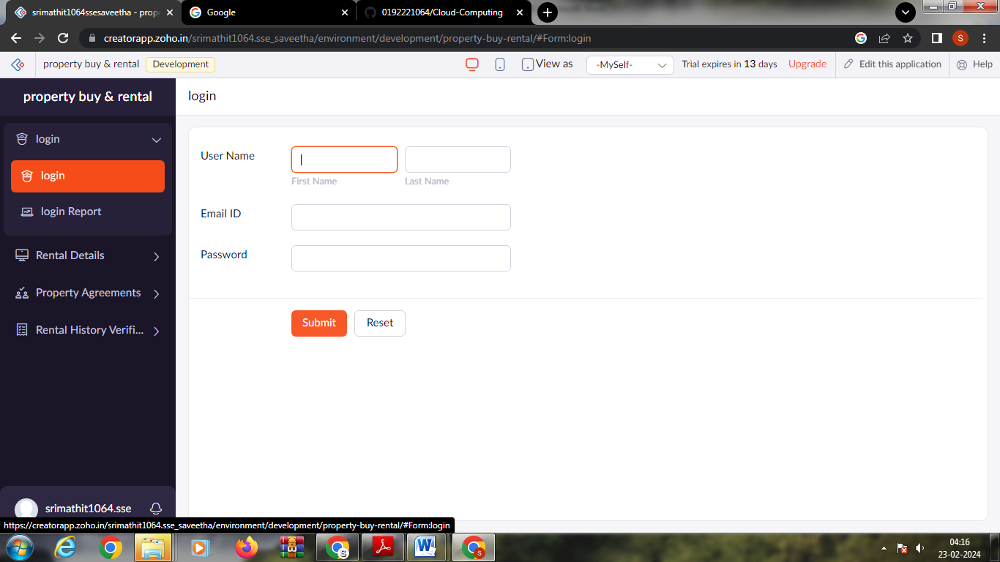 srimathit1064ssesaveetha - prop
Google
0192221064/Cloud-Computing
creatorapp.zoho.in/srimathit1064.sse_saveetha/environment/development/property-buy-rental/#Form:login
S
property buy & rental
Development
View as
-MySelf-
Trial expires in 13 days
Upgrade
Edit this application
Help
property buy & rental
login
login
login
login Report
Rental Details
Property Agreements
Rental History Verifi...
User Name
First Name
Last Name
Email ID
Password
Submit
Reset
srimathit1064.sse
https://creatorapp.zoho.in/srimathit1064.sse_saveetha/environment/development/property-buy-rental/#Form:login
S
S
04:16
23-02-2024